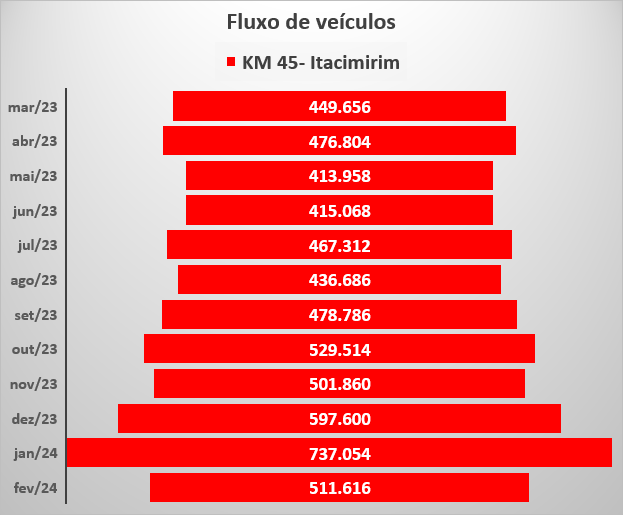 Fluxo de veículos
KM 45- Itacimirim
mar/23 449.656
abr/23 476.804
mai/23 413.958
jun/23 415.068
jul/23 467.312
ago/23 436.686
set/23 478.786
out/23 529.514
nov/23 501.860
dez/23 597.600
jan/24 737.054
fev/24 511.616